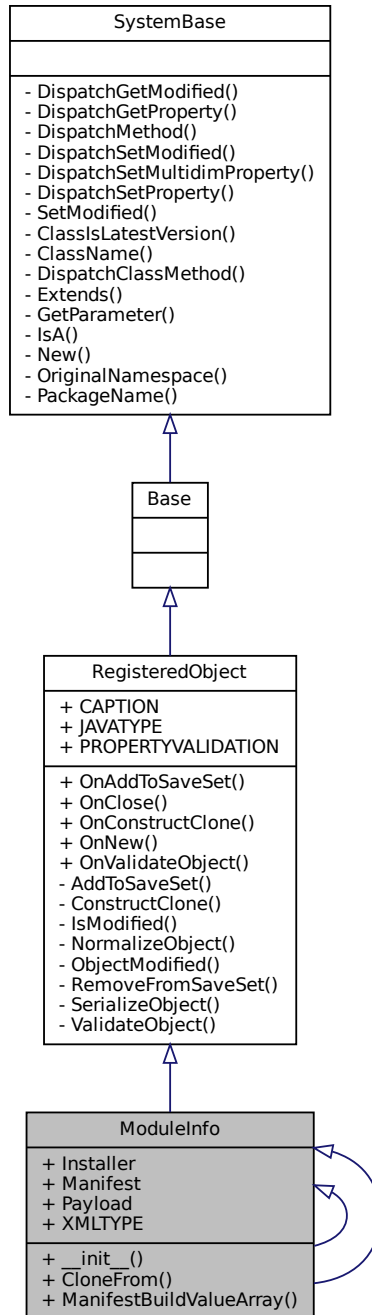 SystemBase
- DispatchGetModified()
- DispatchGetProperty()
- DispatchMethod()
- DispatchSetModified()
- DispatchSetMultidimProperty()
- DispatchSetProperty()
- SetModified()
- ClassIsLatestVersion()
- ClassName()
- DispatchClassMethod()
- Extends()
- GetParameter()
- IsA()
- New()
- OriginalNamespace()
- PackageName()
Base
RegisteredObject
+ CAPTION
+ JAVATYPE
+ PROPERTYVALIDATION
+ OnAddToSaveSet()
+ OnClose()
+ OnConstructClone()
+ OnNew()
+ OnValidateObject()
- AddToSaveSet()
- ConstructClone()
- IsModified()
- NormalizeObject()
- ObjectModified()
- RemoveFromSaveSet()
- SerializeObject()
- ValidateObject()
ModuleInfo
+ Installer
+ Manifest
+ Payload
+ XMLTYPE
+ __init__()
+ CloneFrom()
+ ManifestBuildValueArray()